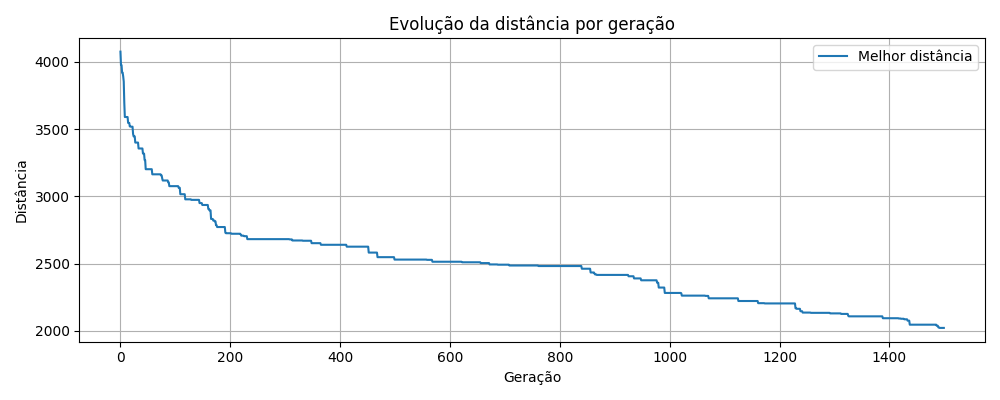 Evolução da distância por geração
Melhor distância
Distância
4000
3500
3000
2500
2000
0 200 400 600 800 1000 1200 1400
Geração